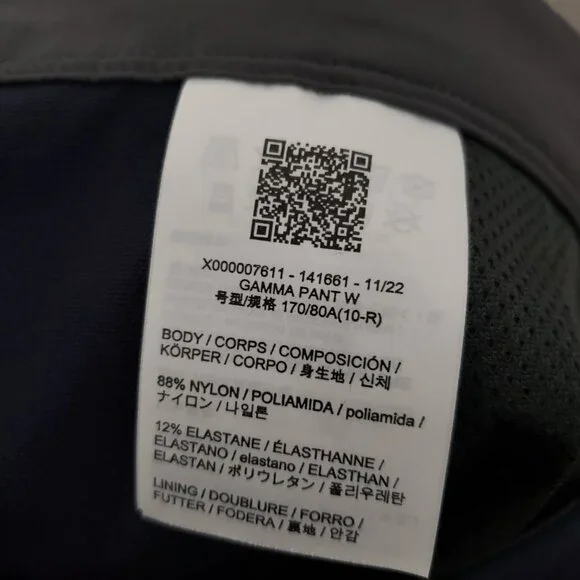 X000007611 - 141661 - 11/22
GAMMA PANT W
号型/規格 170/80A(10-R)
BODY / CORPS / COMPOSICIÓN /
KÖRPER / CORPO / 身生地 / 신체
88% NYLON / POLIAMIDA / poliamida /
ナイロン / 나일론
12% ELASTANE / ÉLASTHANNE /
ELASTANO / elastano / ELASTHAN /
ELASTAN / ポリウレタン / 폴리우레탄
LINING / DOUBLURE / FORRO /
FUTTER / FODERA / 裏地 / 안감